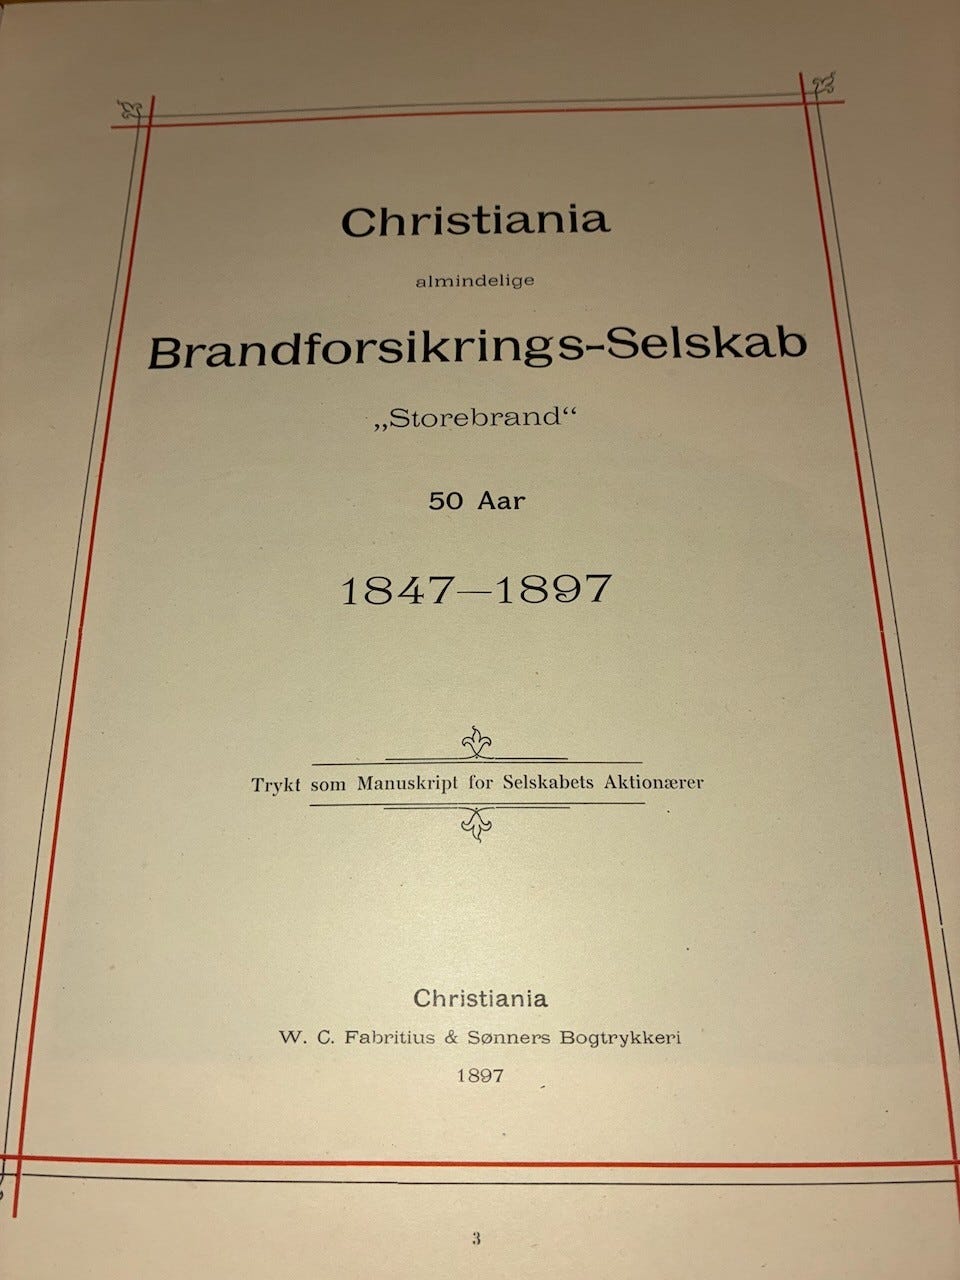 Christiania
almindelige
Brandforsikrings-Selskab
„Storebrand“
50 Aar
1847—1897
Trykt som Manuskript for Selskabets Aktionærer
Christiania
W. C. Fabritius & Sønners Bogtrykkeri
1897
3